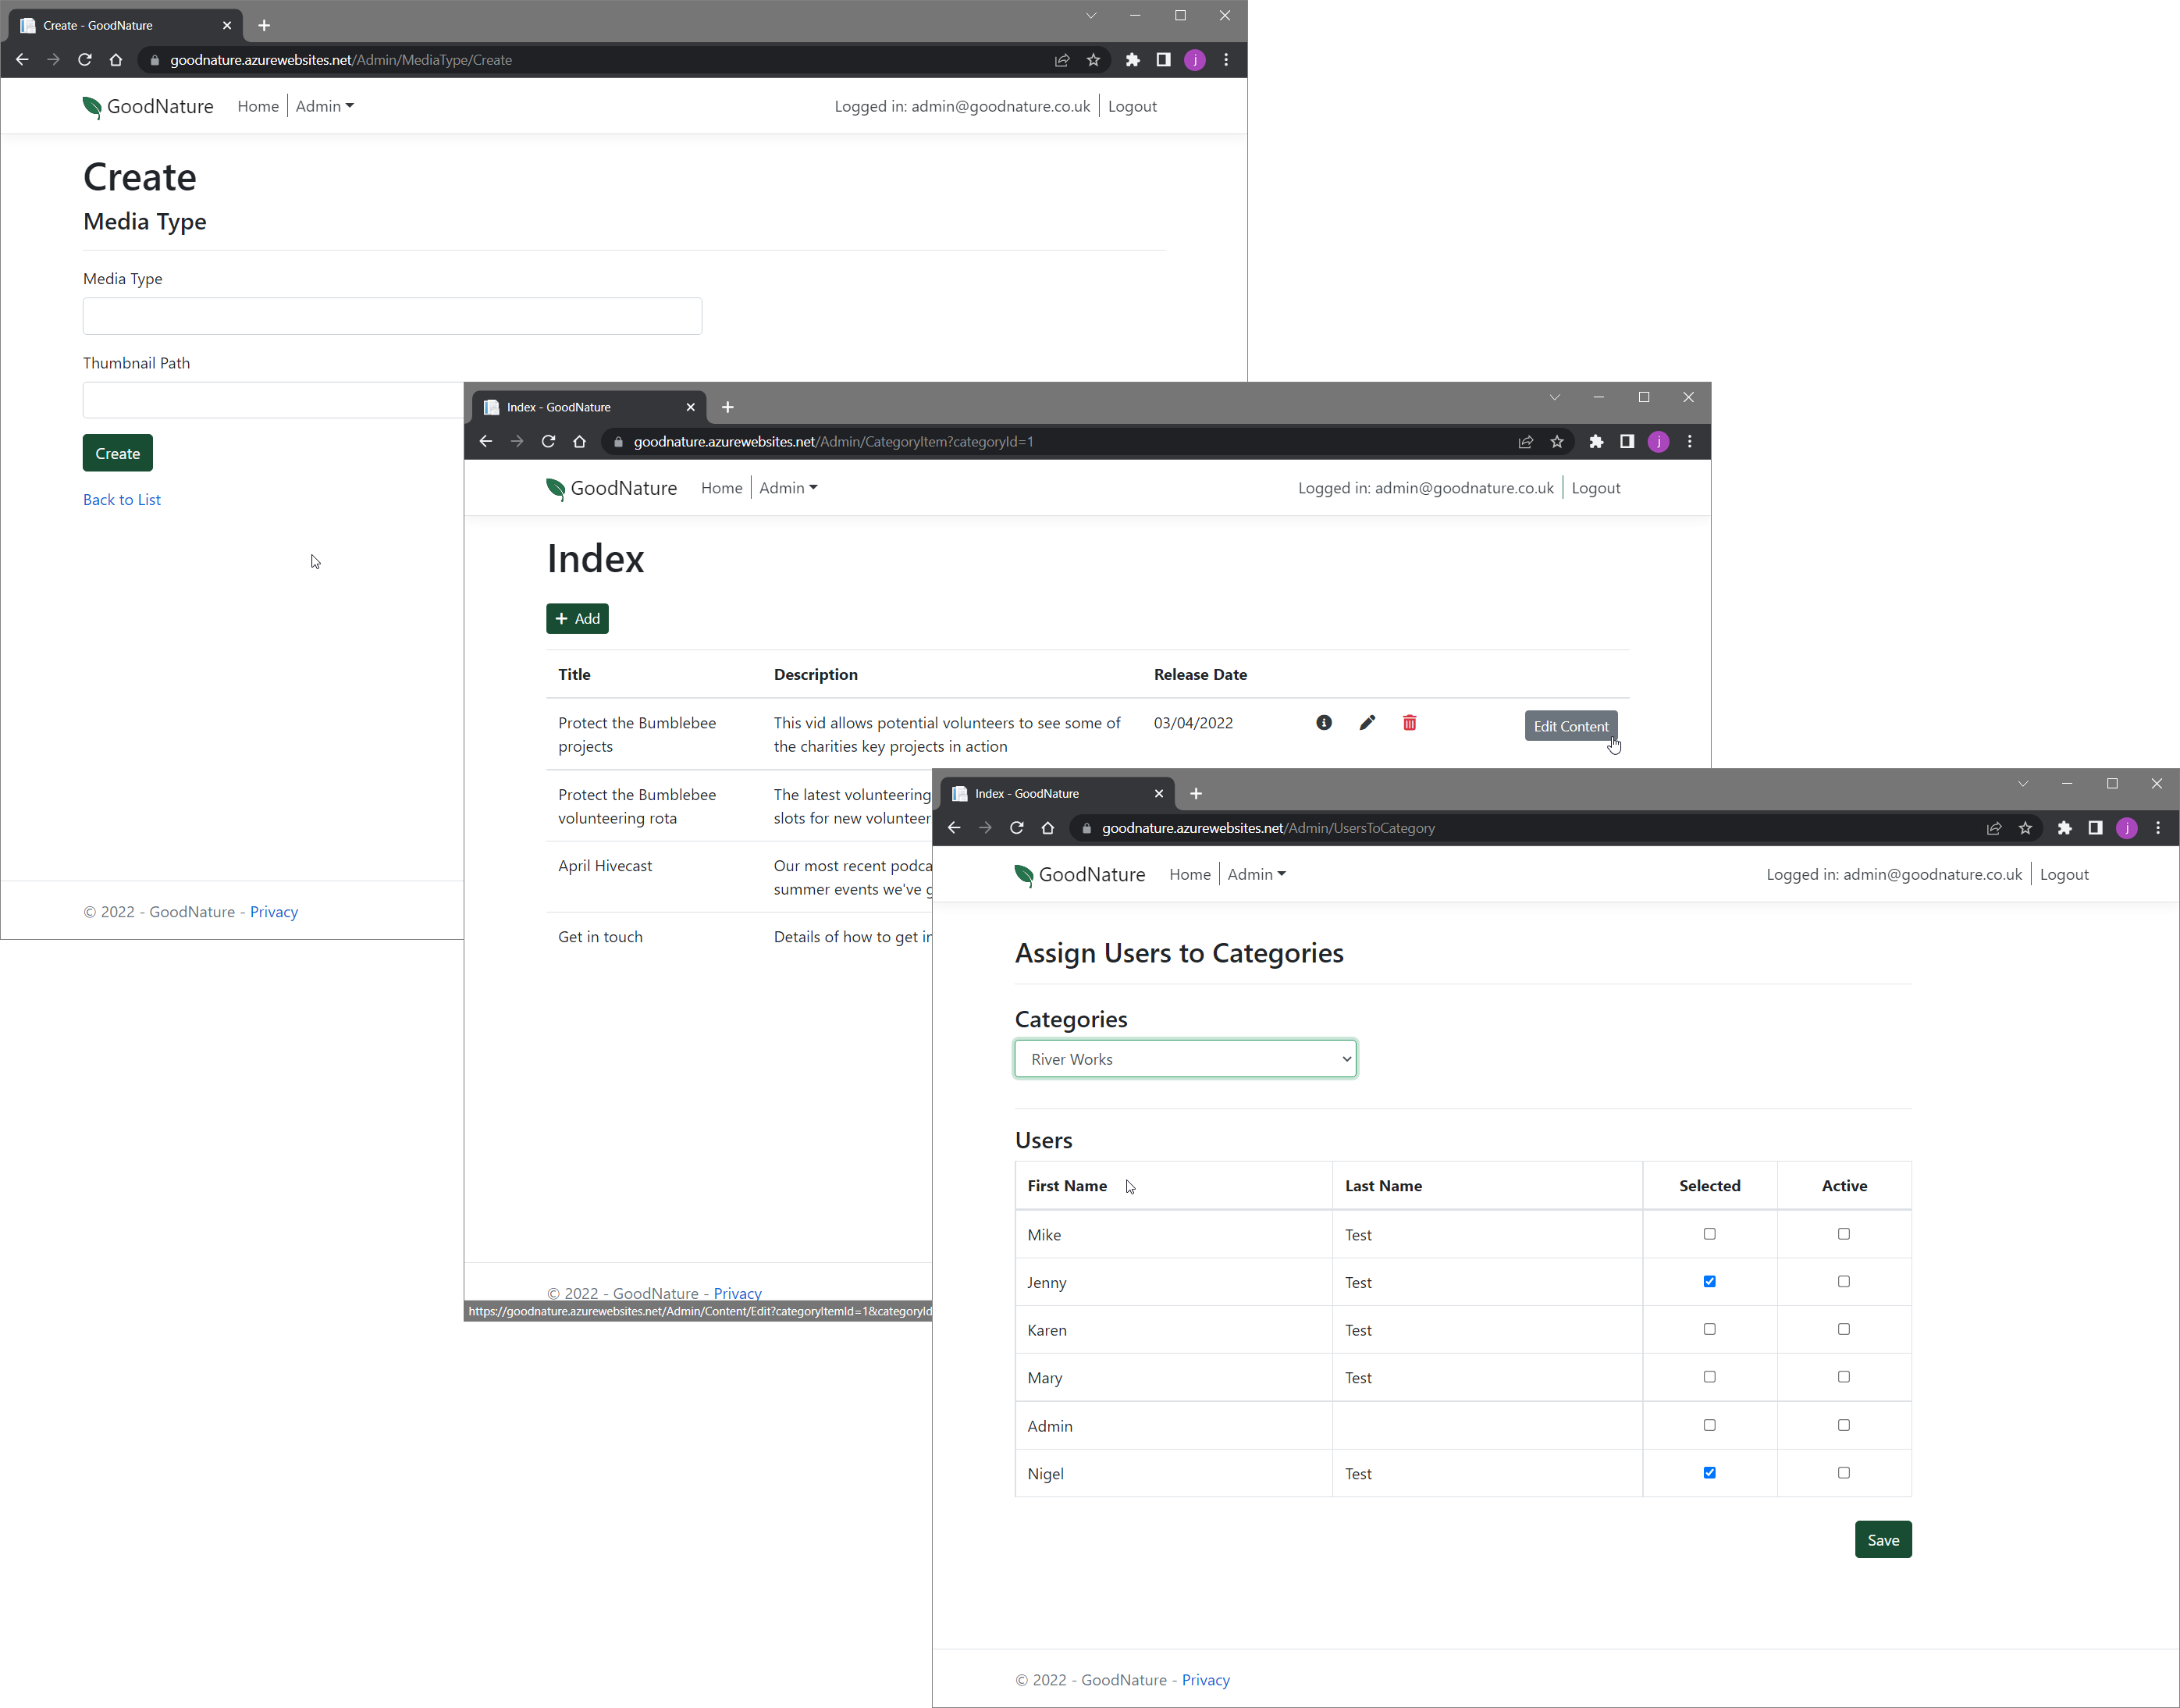 Create - GoodNature
goodnature.azurewebsites.net/Admin/MediaType/Create
j
GoodNature Home Admin Logged in: admin@goodnature.co.uk Logout
Create
Media Type
Media Type
Thumbnail Path
Create
Back to List
© 2022 - GoodNature - Privacy
Index - GoodNature
goodnature.azurewebsites.net/Admin/CategoryItem?categoryId=1
j
GoodNature Home Admin Logged in: admin@goodnature.co.uk Logout
Index
+ Add
Title Description Release Date
Protect the Bumblebee projects
This vid allows potential volunteers to see some of
the charities key projects in action
03/04/2022
Edit Content
Protect the Bumblebee
volunteering rota
The latest volunteering
slots for new volunteer
April Hivecast
Our most recent podca
summer events we've g
Get in touch
Details of how to get in
© 2022 - GoodNature - Privacy
https://goodnature.azurewebsites.net/Admin/Content/Edit?categoryItemId=1&categoryId
Index - GoodNature
goodnature.azurewebsites.net/Admin/UsersToCategory
j
GoodNature Home Admin Logged in: admin@goodnature.co.uk Logout
Assign Users to Categories
Categories
River Works
Users
First Name Last Name Selected Active
Mike Test
Jenny Test
Karen Test
Mary Test
Admin
Nigel Test
Save
© 2022 - GoodNature - Privacy